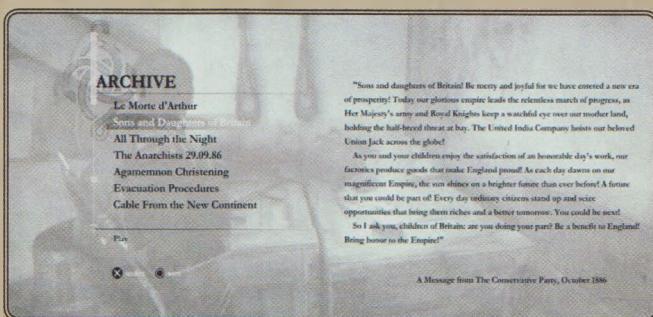 ARCHIVE
Le Morte d'Arthur
Sons and Daughters of Britain
All Through the Night
The Anarchists 29.09.86
Agamemnon Christening
Evacuation Procedures
Cable From the New Continent
Play
"Sons and daughters of Britain! Be merry and joyful for we have entered a new era
of prosperity! Today our glorious empire leads the relentless march of progress, as
Her Majesty's army and Royal Knights keep a watchful eye over our mother land,
holding the half-breed threat at bay. The United India Company hoists our beloved
Union Jack across the globe!
As you and your children enjoy the satisfaction of an honorable day's work, our
factories produce goods that make England proud! As each day dawns on our
magnificent Empire, the sun shines on a brighter future than ever before! A future
that you could be part of! Every day ordinary citizens stand up and seize
opportunities that bring them riches and a better tomorrow. You could be next!
So I ask you, children of Britain: are you doing your part? Be a benefit to England!
Bring honor to the Empire!"
A Message from The Conservative Party, October 1886